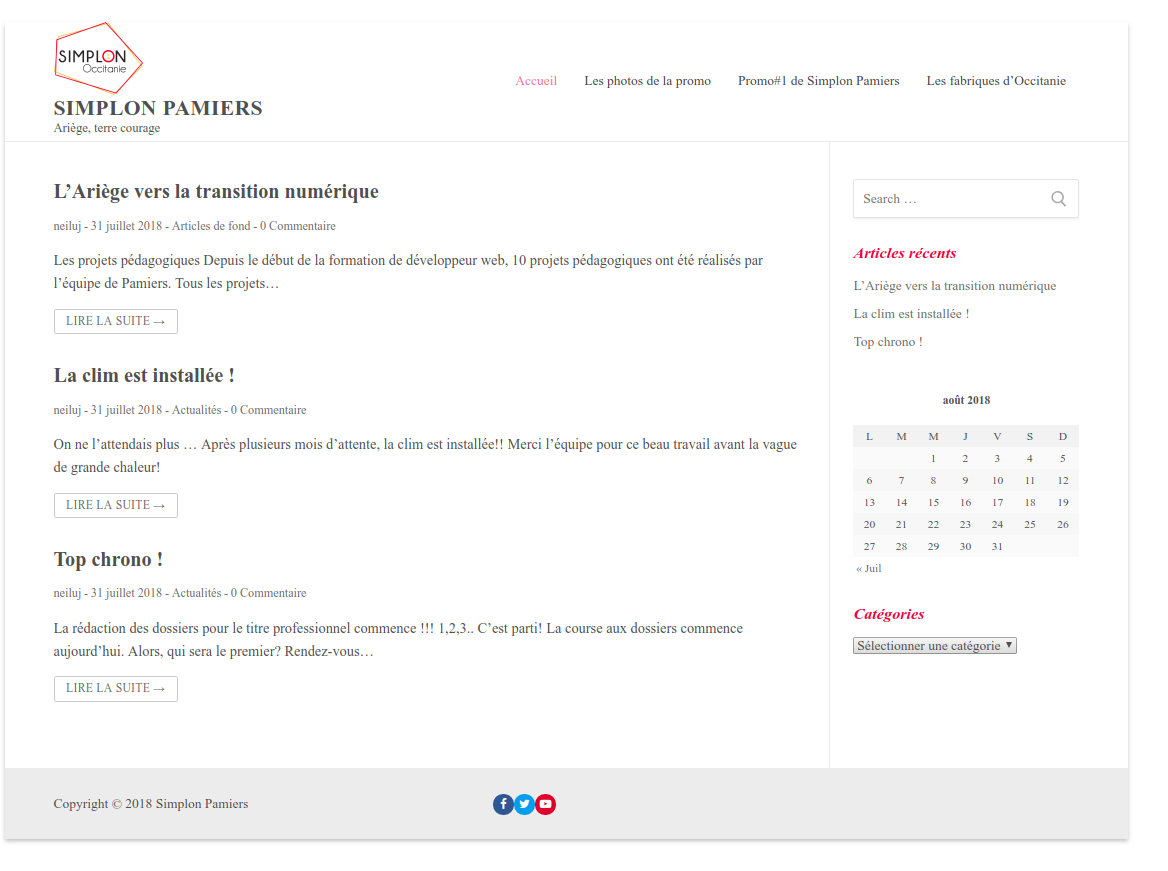 SIMPLON
Occitanie
SIMPLON PAMIERS
Ariège, terre courage
Accueil Les photos de la promo Promo#1 de Simplon Pamiers Les fabriques d’Occitanie
L’Ariège vers la transition numérique
neiluj - 31 juillet 2018 - Articles de fond - 0 Commentaire
Les projets pédagogiques Depuis le début de la formation de développeur web, 10 projets pédagogiques ont été réalisés par
l’équipe de Pamiers. Tous les projets…
LIRE LA SUITE →
La clim est installée !
neiluj - 31 juillet 2018 - Actualités - 0 Commentaire
On ne l’attendais plus … Après plusieurs mois d’attente, la clim est installée!! Merci l’équipe pour ce beau travail avant la vague
de grande chaleur!
LIRE LA SUITE →
Top chrono !
neiluj - 31 juillet 2018 - Actualités - 0 Commentaire
La rédaction des dossiers pour le titre professionnel commence !!! 1,2,3.. C’est parti! La course aux dossiers commence
aujourd’hui. Alors, qui sera le premier? Rendez-vous…
LIRE LA SUITE →
Search …
Articles récents
L’Ariège vers la transition numérique
La clim est installée !
Top chrono !
août 2018
L M M J V S D
1 2 3 4 5
6 7 8 9 10 11 12
13 14 15 16 17 18 19
20 21 22 23 24 25 26
27 28 29 30 31
« Juil
Catégories
Sélectionner une catégorie
Copyright © 2018 Simplon Pamiers